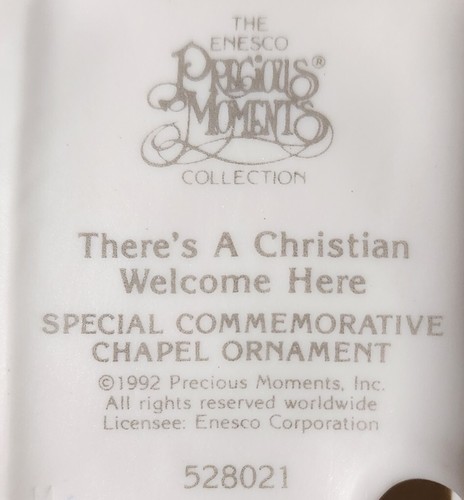 THE
ENESCO
PRECIOUS®
MOMENTS
COLLECTION
There's A Christian
Welcome Here
SPECIAL COMMEMORATIVE
CHAPEL ORNAMENT
©1992 Precious Moments, Inc.
All rights reserved worldwide
Licensee: Enesco Corporation
528021